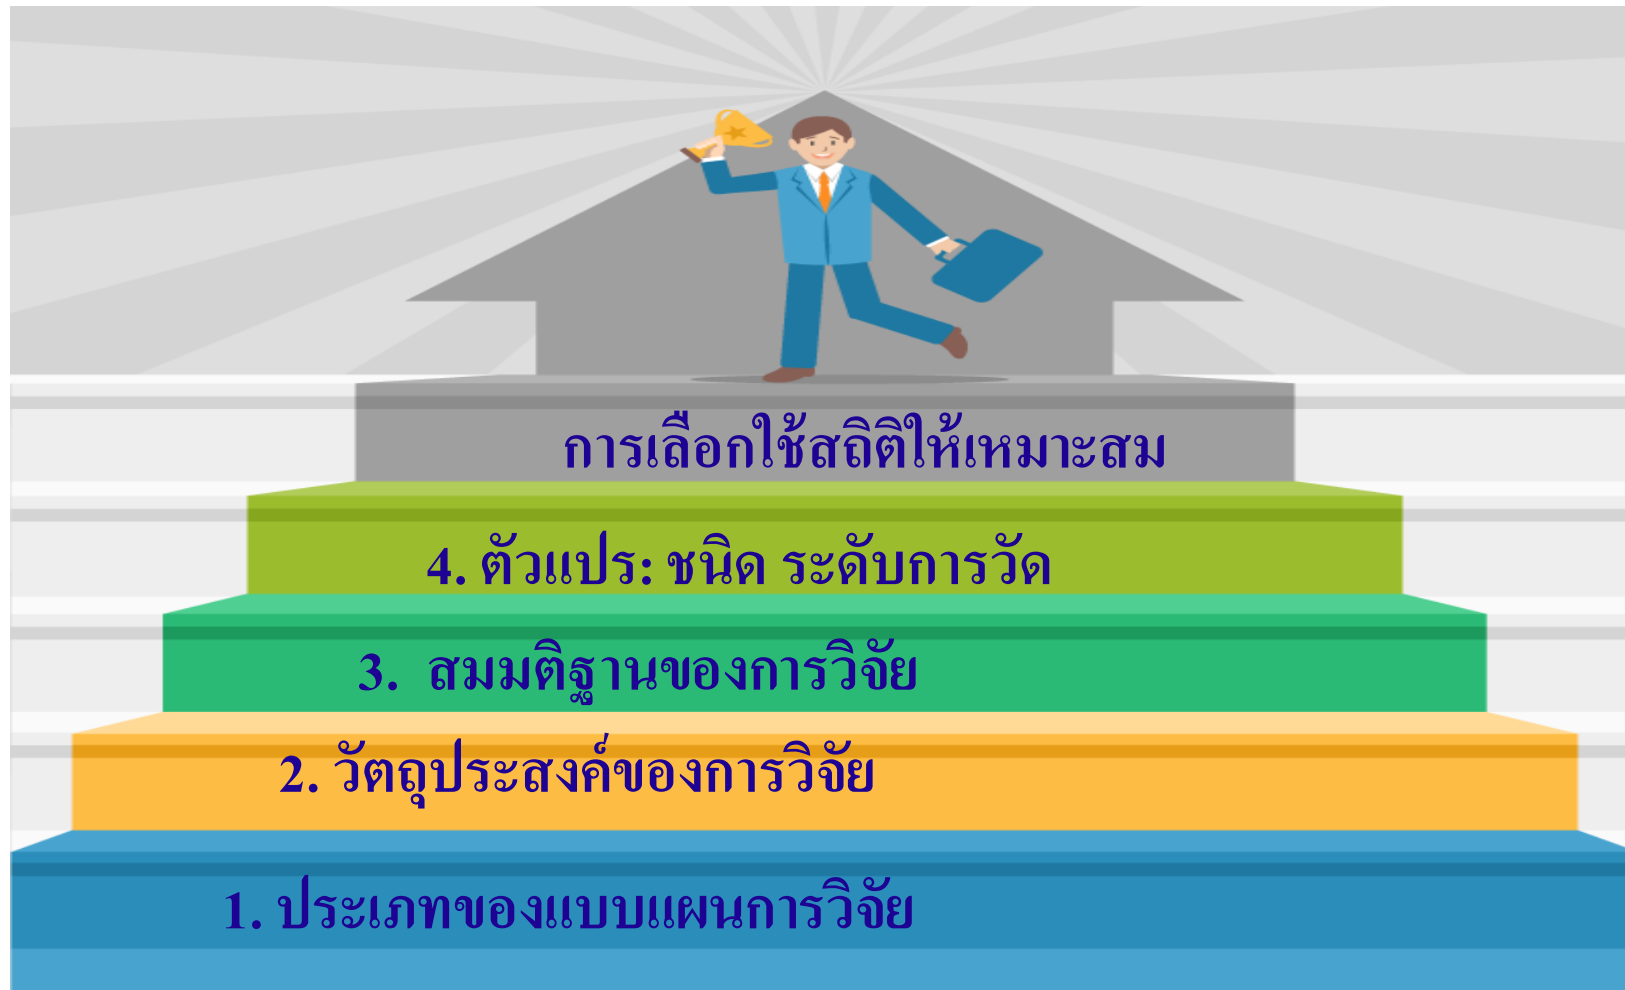 การเลือกใช้สถิติให้เหมาะสม
4. ตัวแปร: ชนิด ระดับการวัด
3. สมมติฐานของการวิจัย
2. วัตถุประสงค์ของการวิจัย
1. ประเภทของแบบแผนการวิจัย